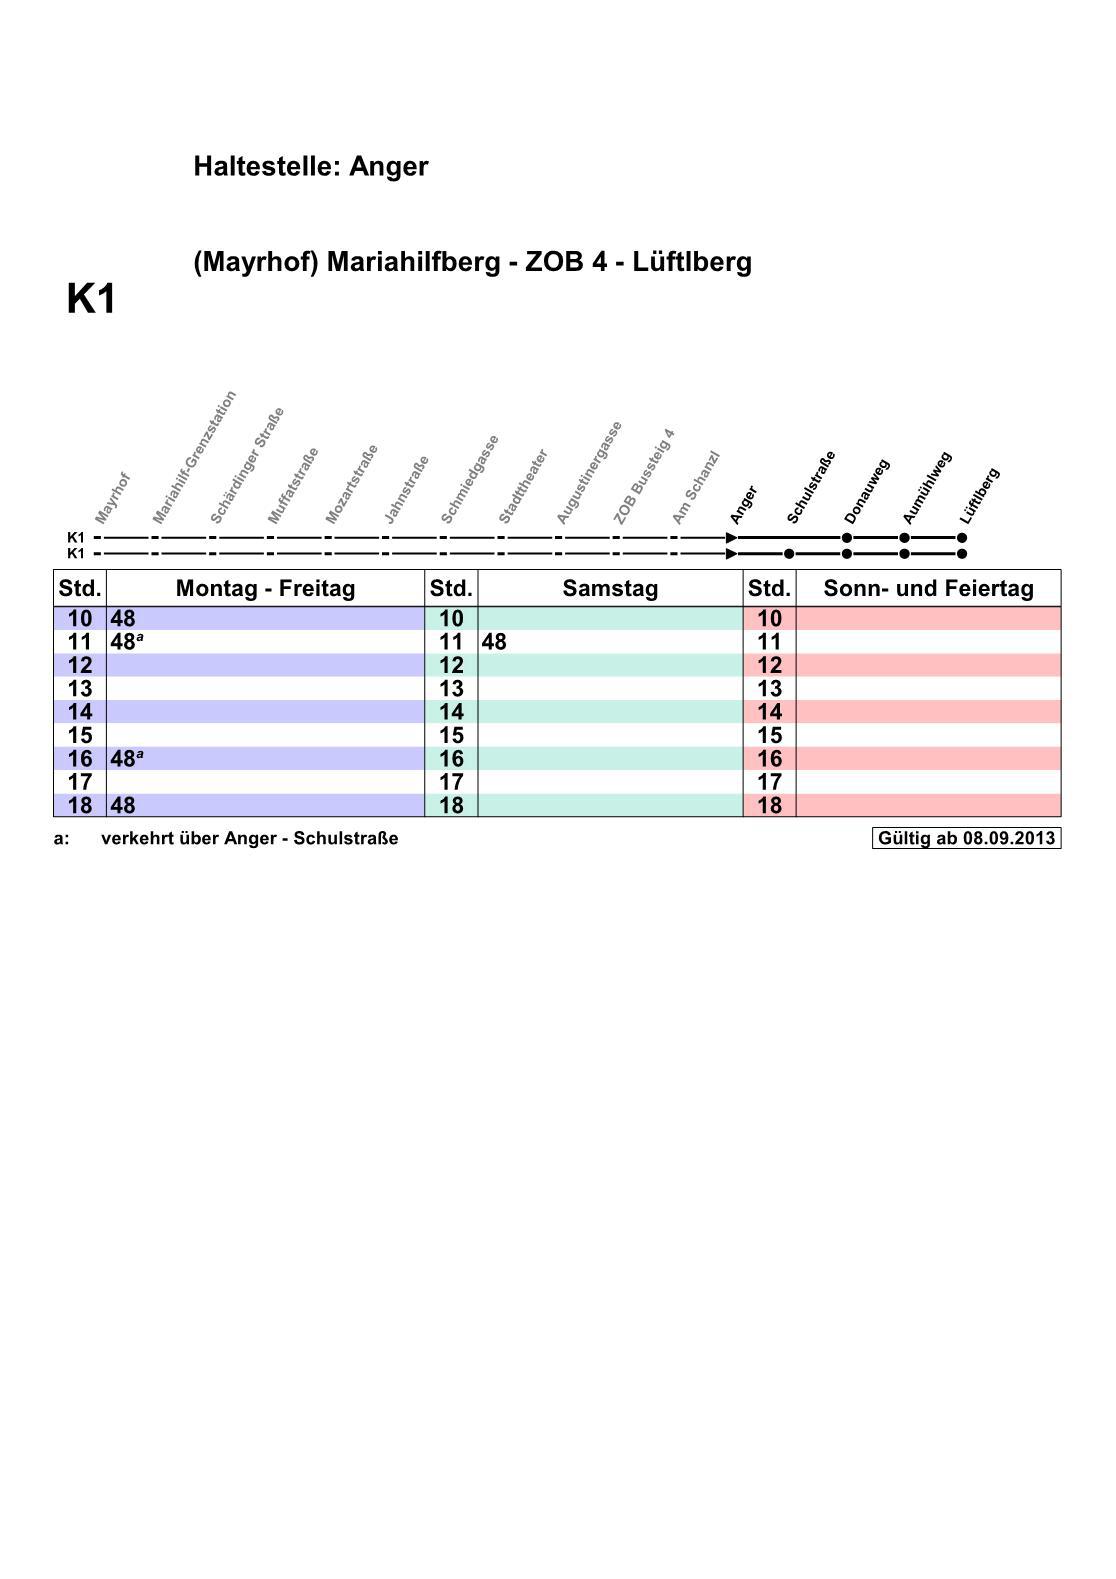 Haltestelle: Anger
(Mayrhof) Mariahilfberg - ZOB 4 - Lüftlberg
K1
Mayrhof
Mariahilf-Grenzstation
Schärdinger Straße
Muffatstraße
Mozartstraße
Jahnstraße
Schmiedgasse
Stadttheater
Augustinergasse
ZOB Bussteig 4
Am Schanzl
Anger
Schulstraße
Donauweg
Aumühlweg
Lüftlberg
K1
K1
Std. Montag - Freitag Std. Samstag Std. Sonn- und Feiertag
10 48 10 10
11 48a 11 48 11
12 12 12
13 13 13
14 14 14
15 15 15
16 48a 16 16
17 17 17
18 48 18 18
a: verkehrt über Anger - Schulstraße Gültig ab 08.09.2013